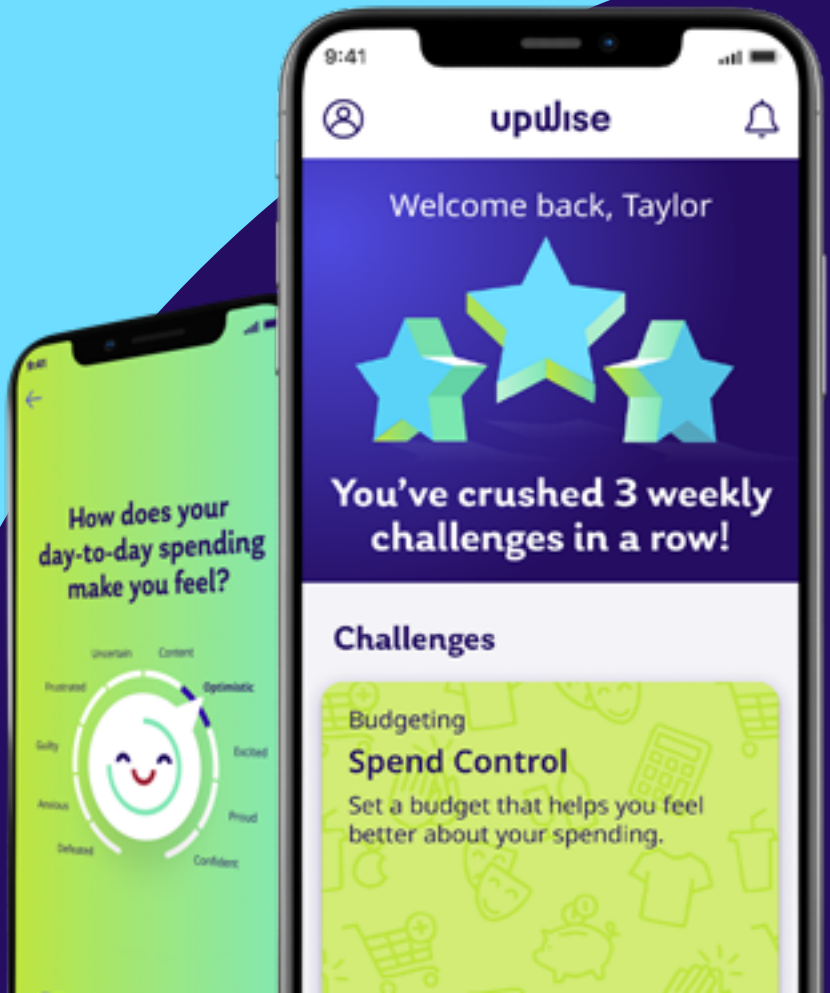 9:41
upwise
Welcome back, Taylor
You've crushed 3 weekly
challenges in a row!
Challenges
Budgeting
Spend Control
Set a budget that helps you feel
better about your spending.
9:41
How does your
day-to-day spending
make you feel?
Uncertain
Content
Frustrated
Optimistic
Guilty
Excited
Anxious
Proud
Defeated
Confident